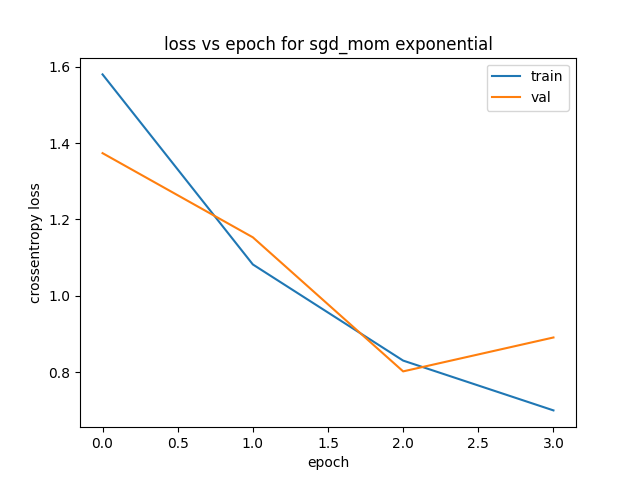 loss vs epoch for sgd_mom exponential
train
val
crossentropy loss
1.6
1.4
1.2
1.0
0.8
0.0 0.5 1.0 1.5 2.0 2.5 3.0
epoch